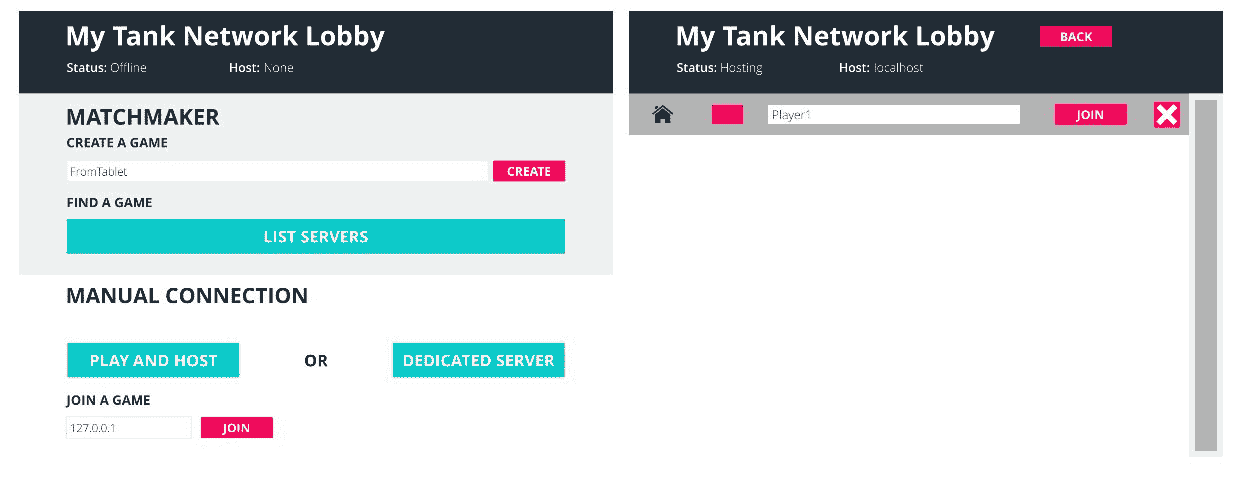 My Tank Network Lobby
Status: Offline Host: None
MATCHMAKER
CREATE A GAME
FromTablet CREATE
FIND A GAME
LIST SERVERS
MANUAL CONNECTION
PLAY AND HOST OR DEDICATED SERVER
JOIN A GAME
127.0.0.1 JOIN
My Tank Network Lobby BACK
Status: Hosting Host: localhost
Player1 JOIN